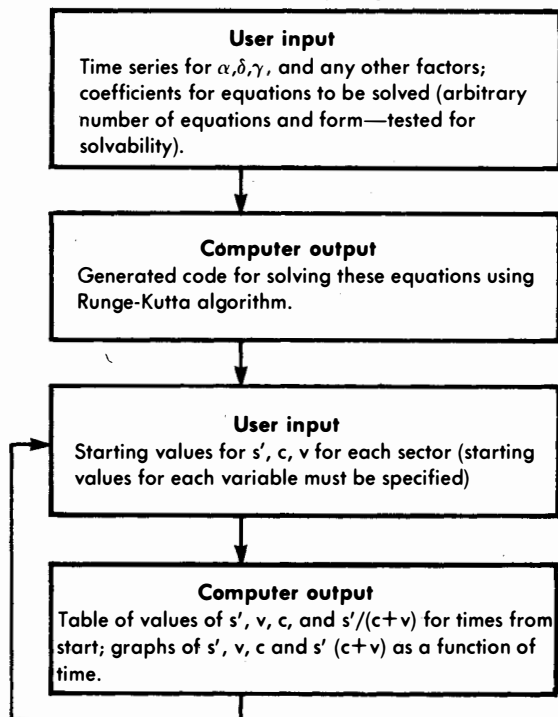 User input
Time series for α,δ,γ, and any other factors;
coefficients for equations to be solved (arbitrary
number of equations and form—tested for
solvability).
Computer output
Generated code for solving these equations using
Runge-Kutta algorithm.
User input
Starting values for s′, c, v for each sector (starting
values for each variable must be specified)
Computer output
Table of values of s′, v, c, and s′/(c+v) for times from
start; graphs of s′, v, c and s′ (c+v) as a function of
time.